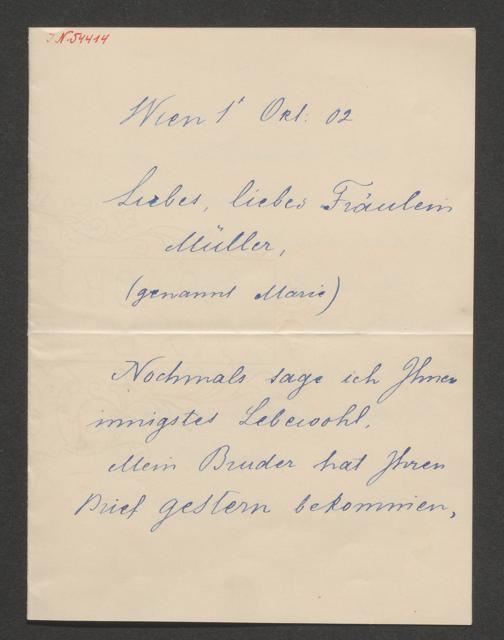 I.N. 54414
Wien 1' Okt: 02
Liebes, liebes Fräulein
Müller,
(genannt Marie)
Nochmals sage ich Ihnen
innigstes Lebewohl.
Mein Bruder hat Ihren
Brief gestern bekommen,